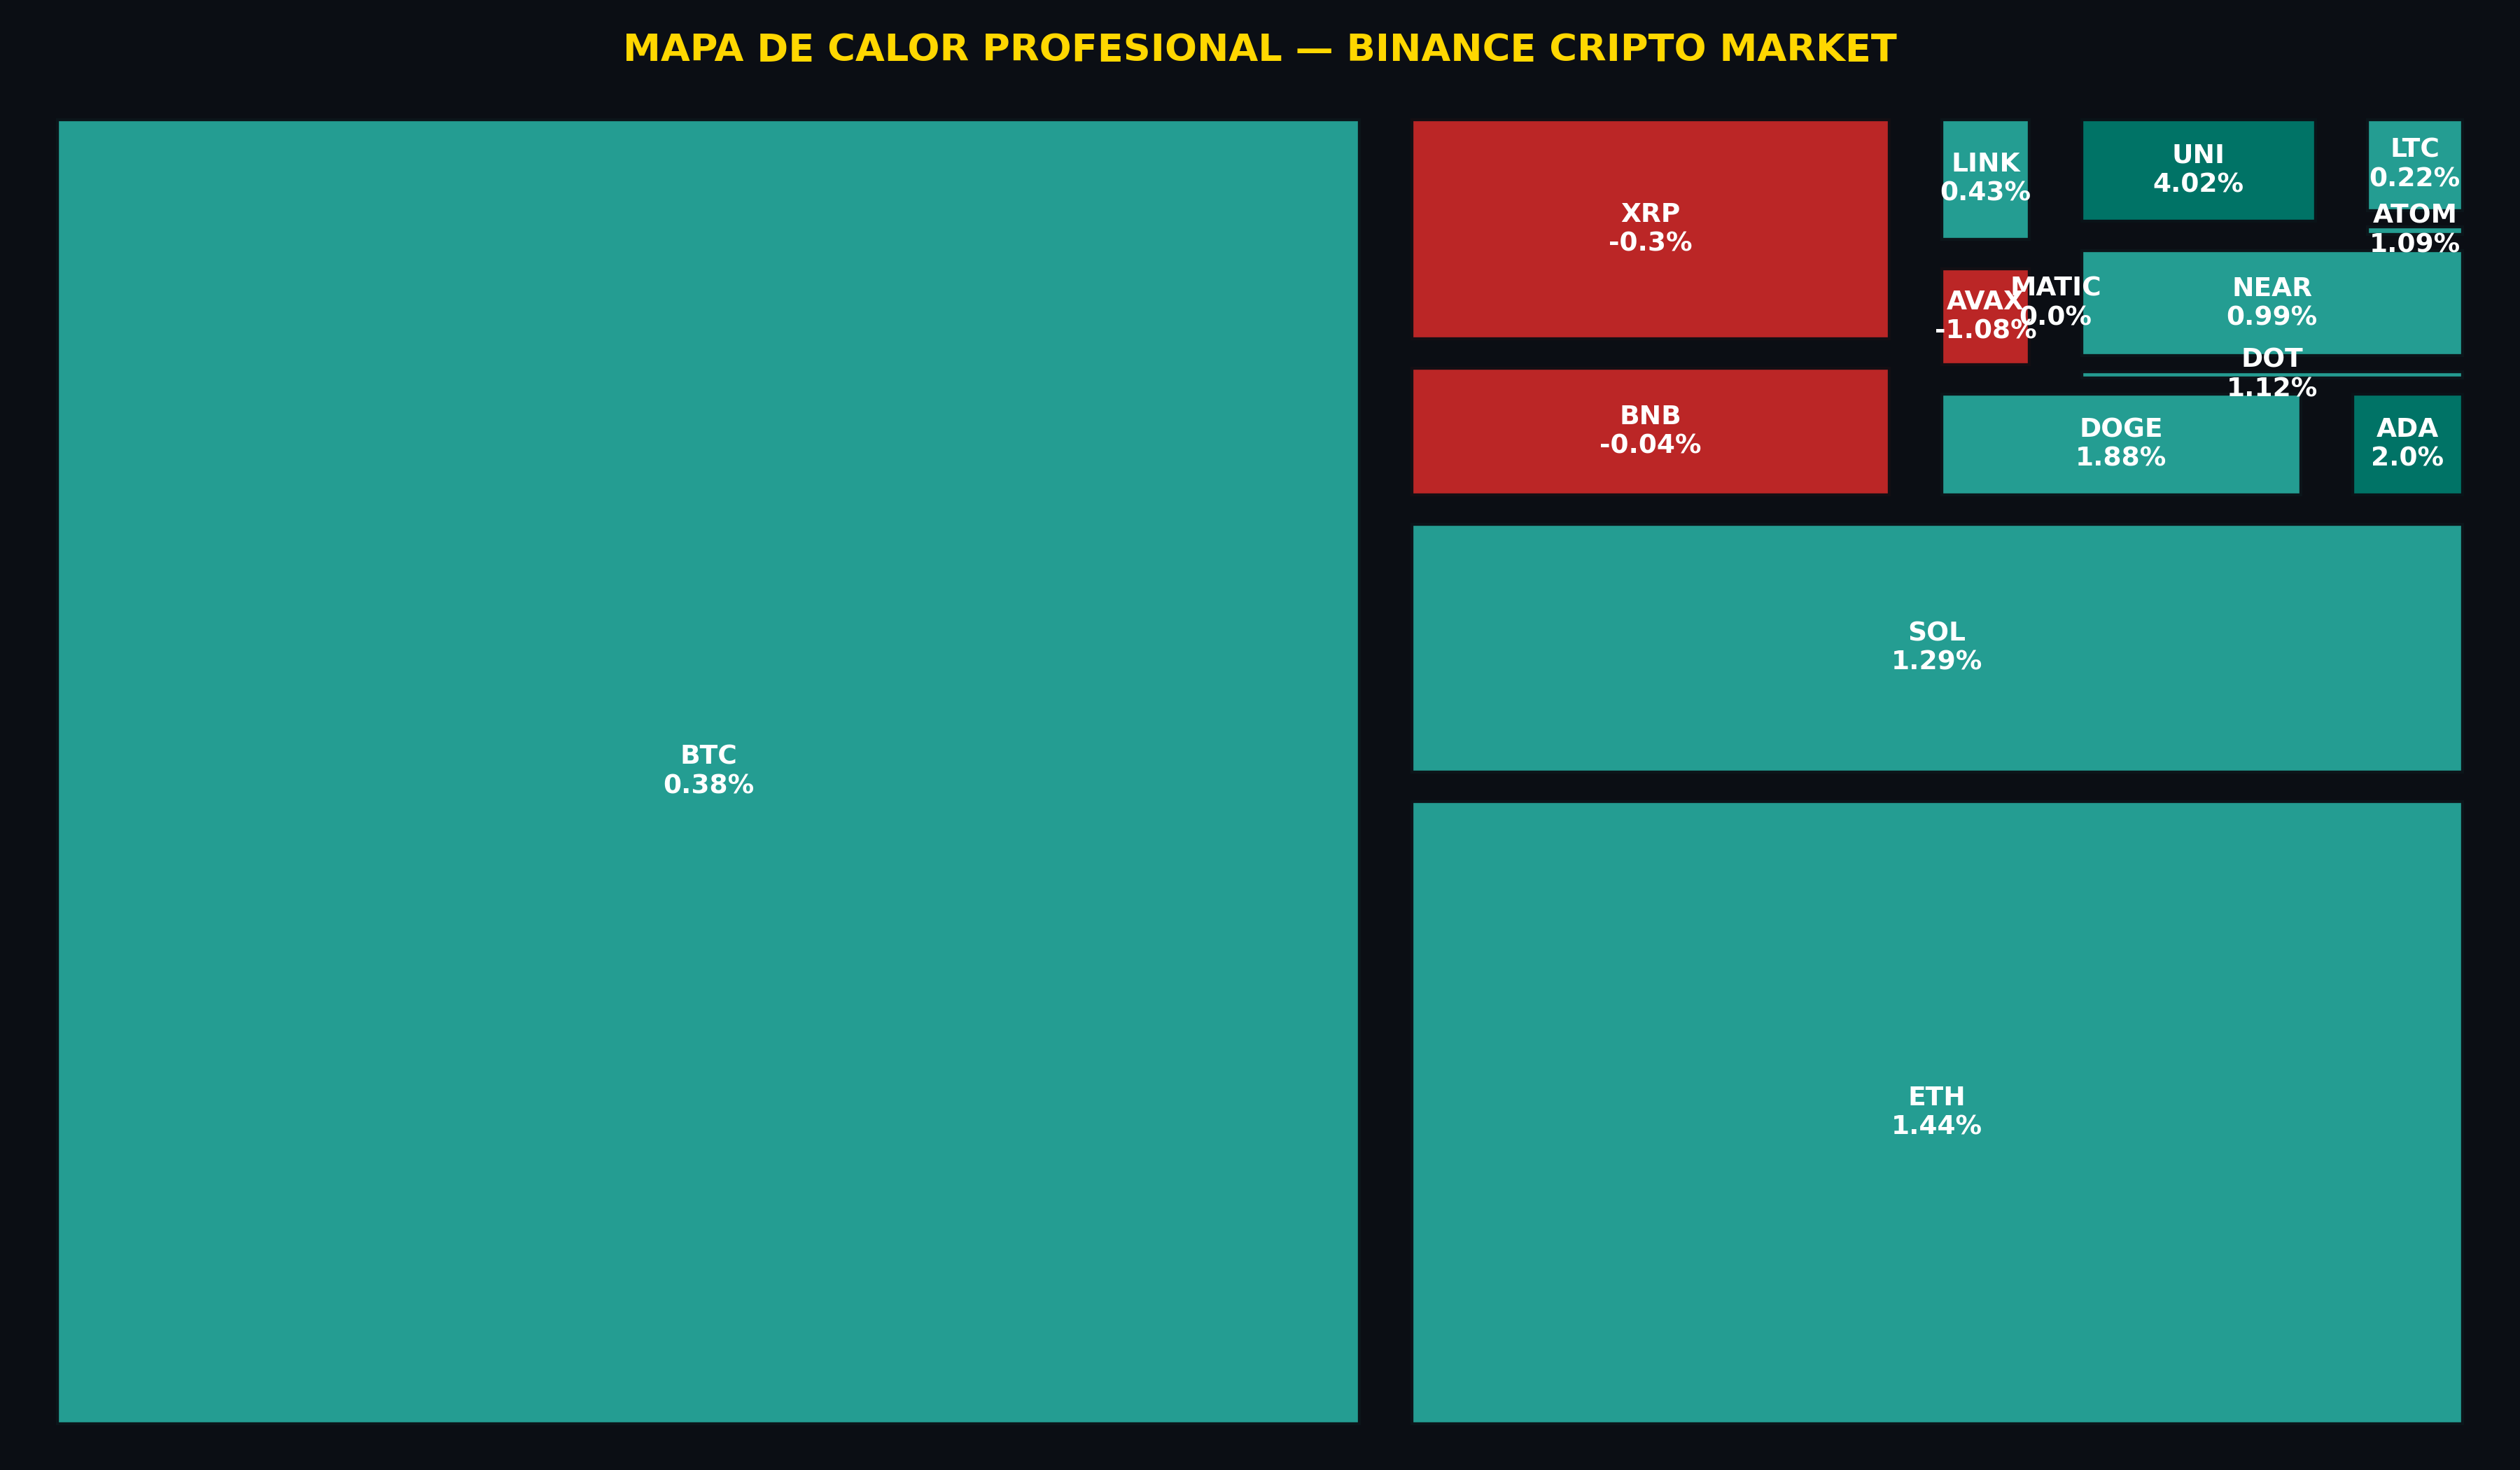 MAPA DE CALOR PROFESIONAL — BINANCE CRIPTO MARKET
BTC
0.38%
XRP
-0.3%
BNB
-0.04%
LINK
0.43%
AVAX
-1.08%
MATIC
0.0%
UNI
4.02%
LTC
0.22%
ATOM
1.09%
NEAR
0.99%
DOT
1.12%
DOGE
1.88%
ADA
2.0%
SOL
1.29%
ETH
1.44%